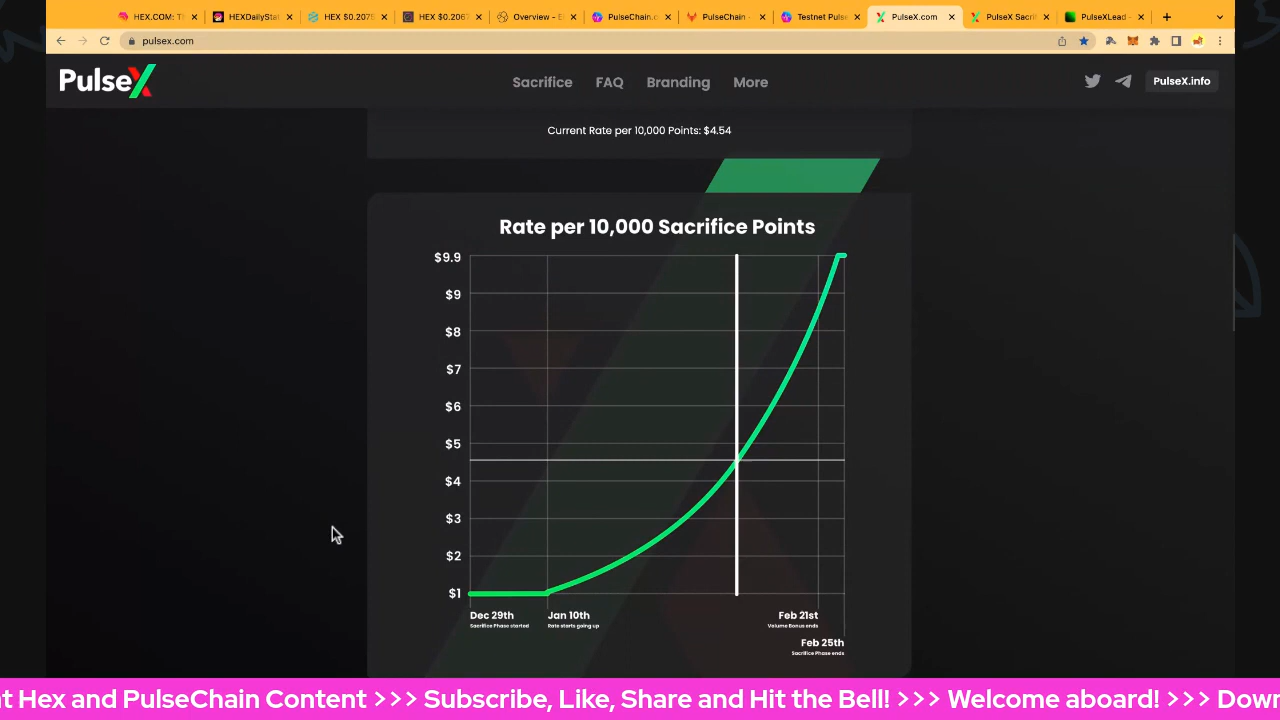 HEX.COM: T
HEXDailyStat
HEX $0.2075
HEX $0.2067
Overview - E
PulseChain.c
PulseChain -
Testnet Pulse
PulseX.com
PulseX Sacri
PulseXLead -
pulsex.com
PulseX
Sacrifice FAQ Branding More
PulseX.info
Current Rate per 10,000 Points: $4.54
Rate per 10,000 Sacrifice Points
$9.9
$9
$8
$7
$6
$5
$4
$3
$2
$1
Dec 29th
Sacrifice Phase started
Jan 10th
Rate starts going up
Feb 21st
Volume Bonus ends
Feb 25th
Sacrifice Phase ends
t Hex and PulseChain Content >>> Subscribe, Like, Share and Hit the Bell! >>> Welcome aboard! >>> Down